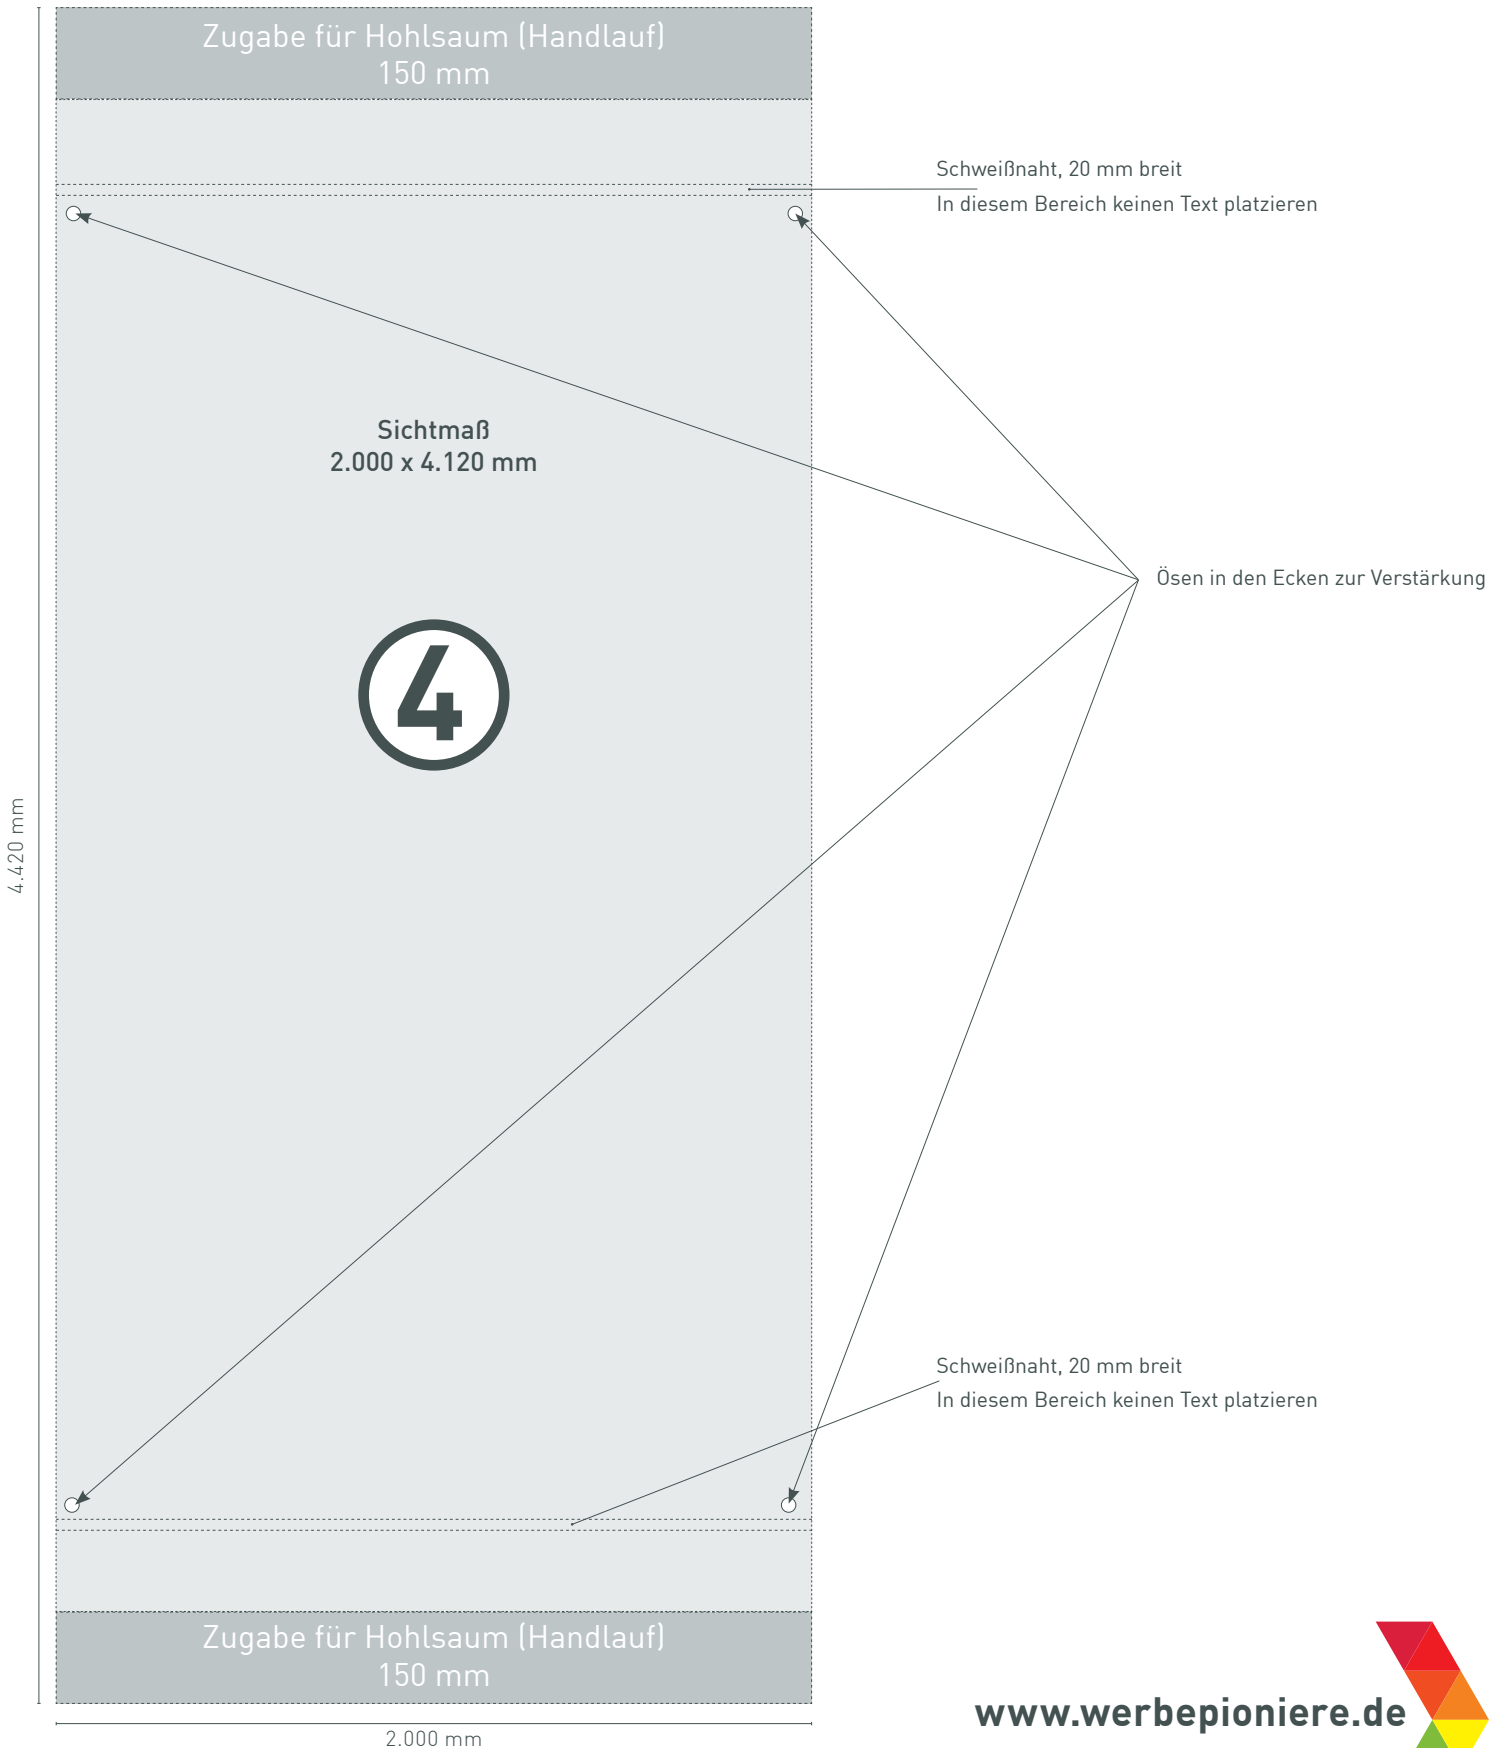 Zugabe für Hohlsaum (Handlauf)
150 mm
Schweißnaht, 20 mm breit
In diesem Bereich keinen Text platzieren
Sichtmaß
2.000 x 4.120 mm
Ösen in den Ecken zur Verstärkung
4
4.420 mm
Schweißnaht, 20 mm breit
In diesem Bereich keinen Text platzieren
Zugabe für Hohlsaum (Handlauf)
150 mm
www.werbepioniere.de
2.000 mm